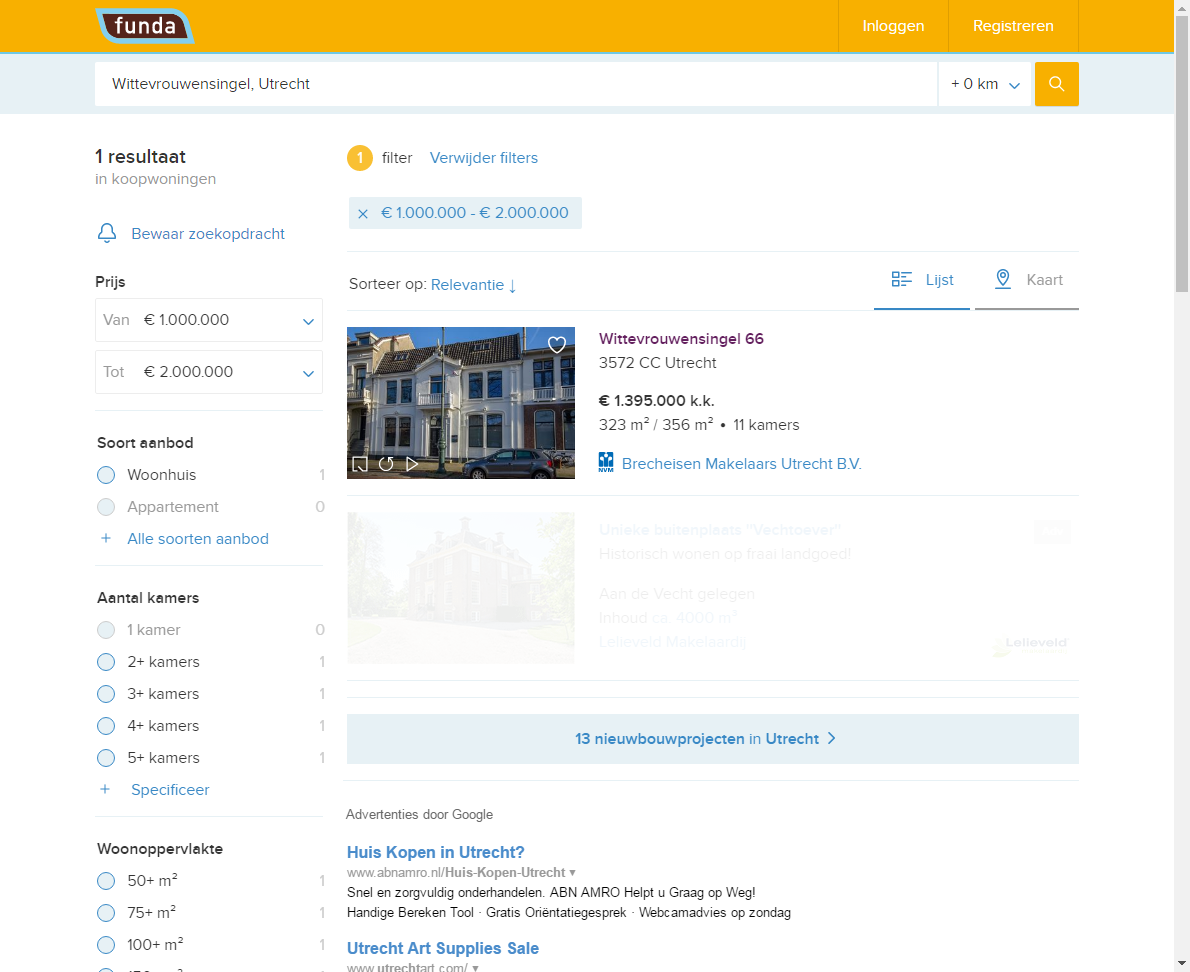 funda
Inloggen
Registreren
Wittevrouwensingel, Utrecht
+ 0 km
1 resultaat
in koopwoningen
Bewaar zoekopdracht
Prijs
Van € 1.000.000
Tot € 2.000.000
Soort aanbod
Woonhuis 1
Appartement 0
+ Alle soorten aanbod
Aantal kamers
1 kamer 0
2+ kamers 1
3+ kamers 1
4+ kamers 1
5+ kamers 1
+ Specificeer
Woonoppervlakte
50+ m² 1
75+ m² 1
100+ m² 1
1 filter Verwijder filters
× € 1.000.000 - € 2.000.000
Sorteer op: Relevantie ↓
Lijst
Kaart
Wittevrouwensingel 66
3572 CC Utrecht
€ 1.395.000 k.k.
323 m² / 356 m² • 11 kamers
NVM
Brecheisen Makelaars Utrecht B.V.
Unieke buitenplaats "Vechtoever"
Historisch wonen op fraai landgoed!
Aan de Vecht gelegen
Inhoud ca. 4000 m³
Lelieveld Makelaardij
Lelieveld
13 nieuwbouwprojecten in Utrecht >
Advertenties door Google
Huis Kopen in Utrecht?
www.abnamro.nl/Huis-Kopen-Utrecht ▾
Snel en zorgvuldig onderhandelen. ABN AMRO Helpt u Graag op Weg!
Handige Bereken Tool · Gratis Oriëntatiegesprek · Webcamadvies op zondag
Utrecht Art Supplies Sale
www.utrechtart.com/ ▾